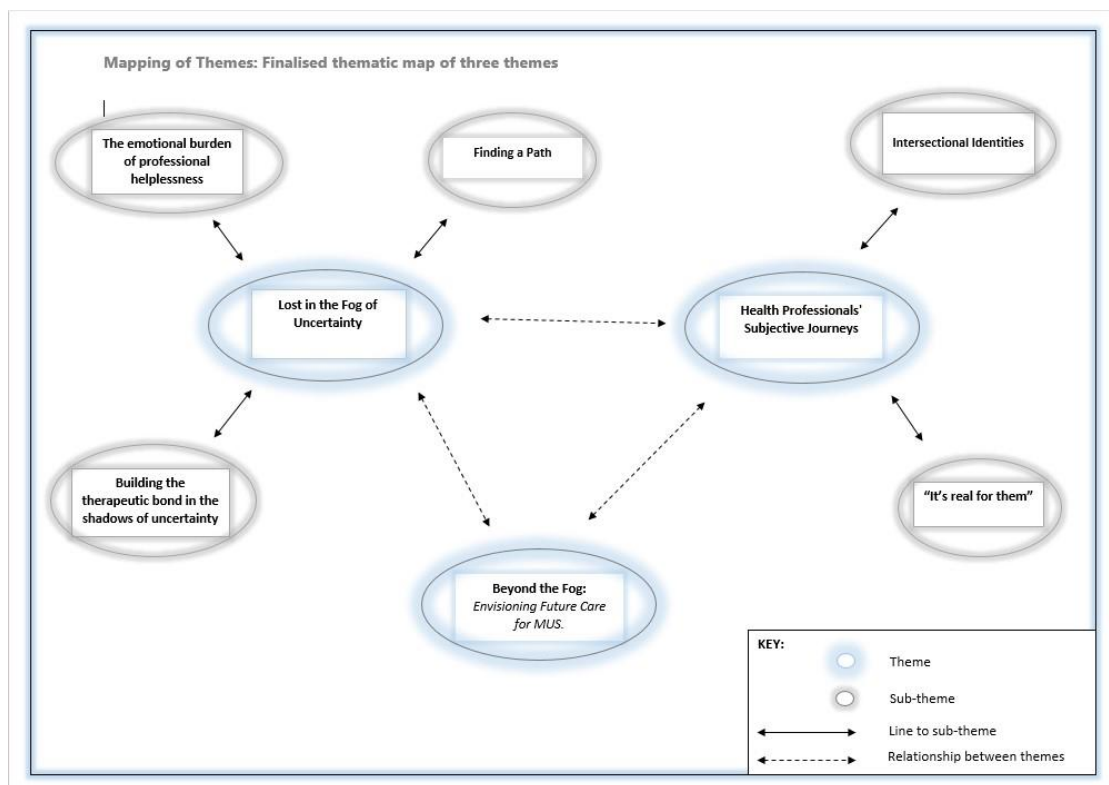 Mapping of Themes: Finalised thematic map of three themes
The emotional burden
of professional
helplessness
Finding a Path
Intersectional Identities
Lost in the Fog of
Uncertainty
Health Professionals'
Subjective Journeys
Building the
therapeutic bond in the
shadows of uncertainty
“It’s real for them”
Beyond the Fog:
Envisioning Future Care
for MUS.
KEY:
Theme
Sub-theme
Line to sub-theme
Relationship between themes